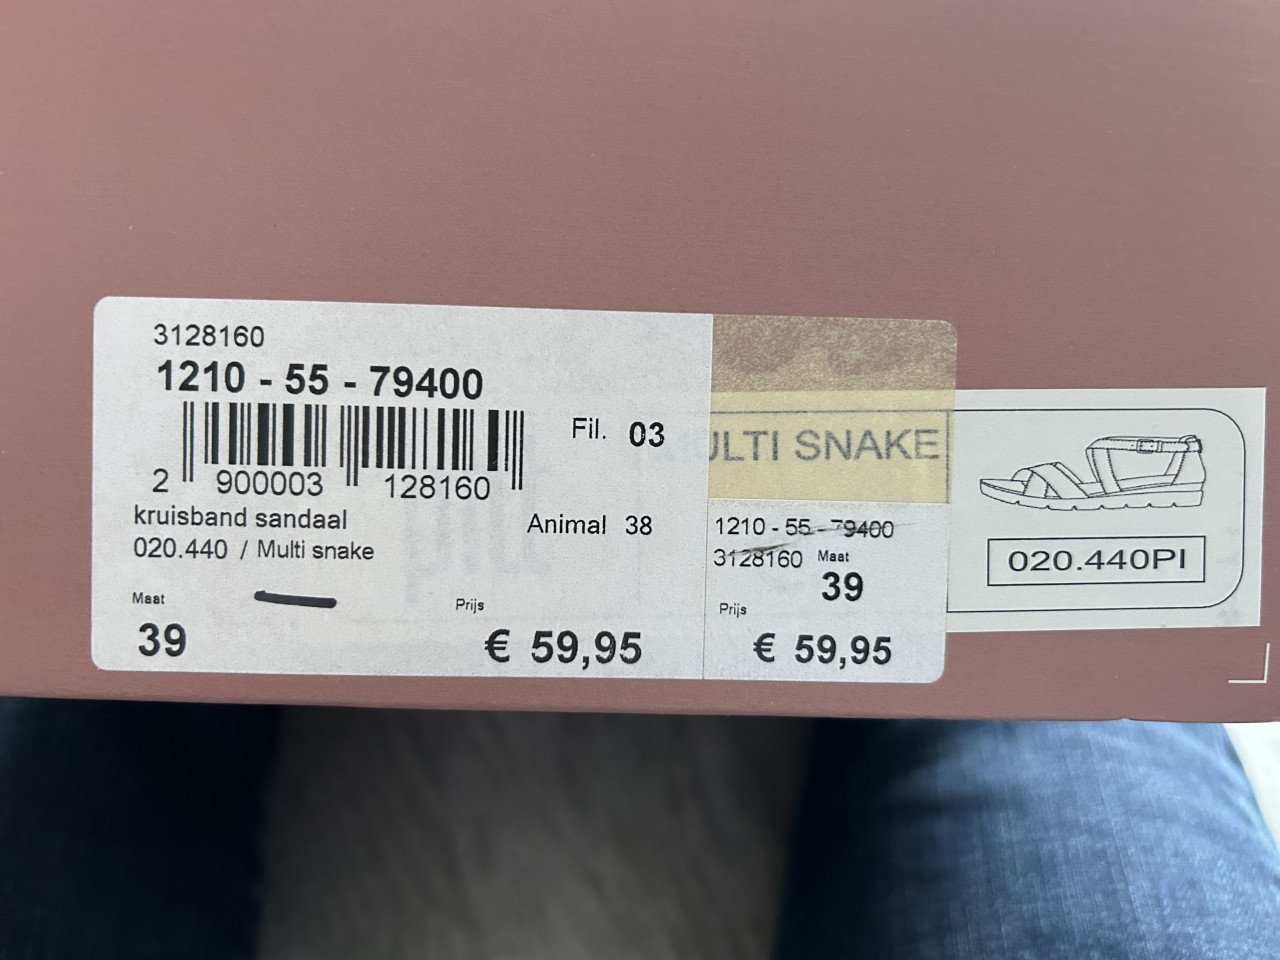 3128160
1210 - 55 - 79400
Fil. 03
2 900003 128160
kruisband sandaal
Animal 38
020.440 / Multi snake
Maat
39
Prijs
€ 59,95
SNAKE
1210 - 55 - 79400
3128160 Maat
39
Prijs
€ 59,95
020.440PI